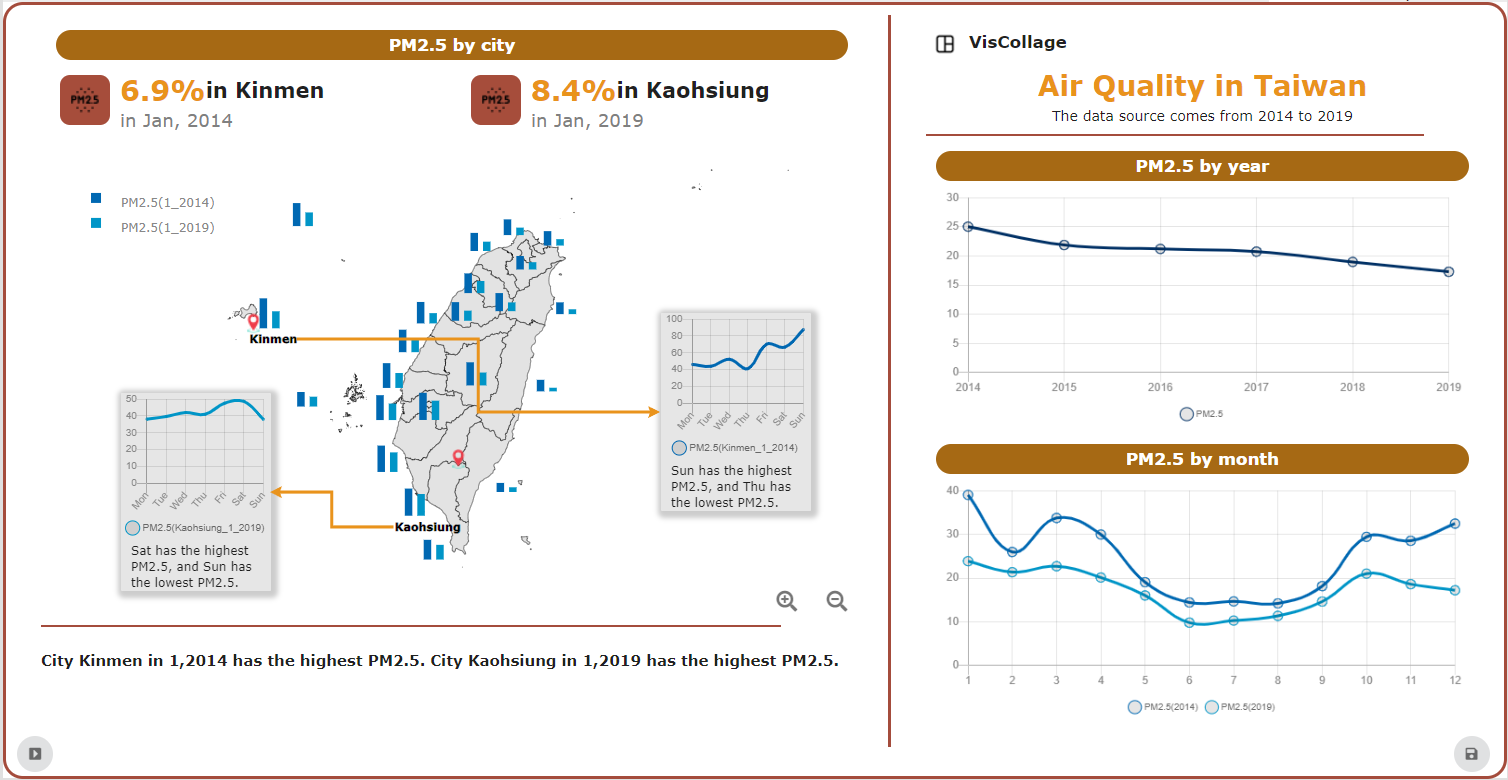 PM2.5 by city
PM2.5
6.9% in Kinmen
in Jan, 2014
PM2.5
8.4% in Kaohsiung
in Jan, 2019
PM2.5(1_2014)
PM2.5(1_2019)
Kinmen
Kaohsiung
100
80
60
40
20
0
Mon Tue Wed Thu Fri Sat Sun
PM2.5(Kinmen_1_2014)
Sun has the highest
PM2.5, and Thu has
the lowest PM2.5.
50
40
30
20
10
0
Mon Tue Wed Thu Fri Sat Sun
PM2.5(Kaohsiung_1_2019)
Sat has the highest
PM2.5, and Sun has
the lowest PM2.5.
City Kinmen in 1,2014 has the highest PM2.5. City Kaohsiung in 1,2019 has the highest PM2.5.
VisCollage
Air Quality in Taiwan
The data source comes from 2014 to 2019
PM2.5 by year
30
25
20
15
10
5
0
2014 2015 2016 2017 2018 2019
PM2.5
PM2.5 by month
40
30
20
10
0
1 2 3 4 5 6 7 8 9 10 11 12
PM2.5(2014) PM2.5(2019)